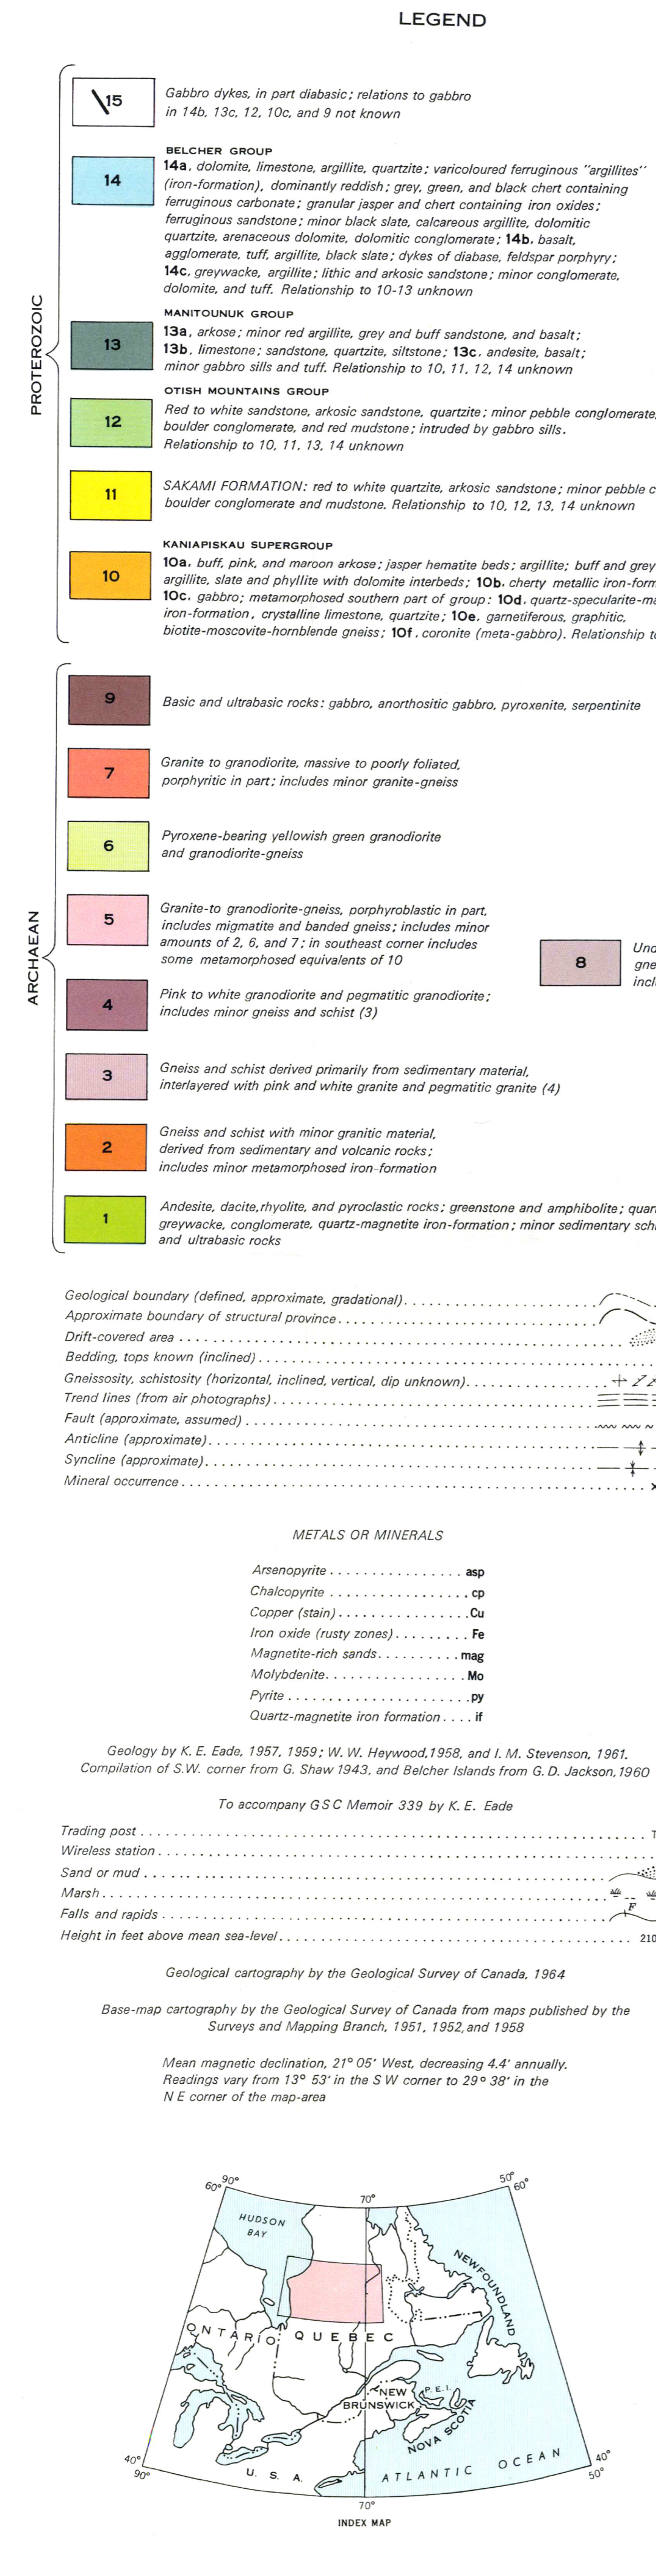 LEGEND
PROTEROZOIC
15
Gabbro dykes, in part diabasic; relations to gabbro
in 14b, 13c, 12, 10c, and 9 not known
BELCHER GROUP
14
14a, dolomite, limestone, argillite, quartzite; varicoloured ferruginous "argillites"
(iron-formation), dominantly reddish; grey, green, and black chert containing
ferruginous carbonate; granular jasper and chert containing iron oxides;
ferruginous sandstone; minor black slate, calcareous argillite, dolomitic
quartzite, arenaceous dolomite, dolomitic conglomerate; 14b, basalt,
agglomerate, tuff, argillite, black slate; dykes of diabase, feldspar porphyry;
14c, greywacke, argillite; lithic and arkosic sandstone; minor conglomerate,
dolomite, and tuff. Relationship to 10-13 unknown
MANITOUNUK GROUP
13
13a, arkose; minor red argillite, grey and buff sandstone, and basalt;
13b, limestone; sandstone, quartzite, siltstone; 13c, andesite, basalt;
minor gabbro sills and tuff. Relationship to 10, 11, 12, 14 unknown
OTISH MOUNTAINS GROUP
12
Red to white sandstone, arkosic sandstone, quartzite; minor pebble conglomerate,
boulder conglomerate, and red mudstone; intruded by gabbro sills.
Relationship to 10, 11, 13, 14 unknown
11
SAKAMI FORMATION: red to white quartzite, arkosic sandstone; minor pebble c
boulder conglomerate and mudstone. Relationship to 10, 12, 13, 14 unknown
KANIAPISKAU SUPERGROUP
10
10a, buff, pink, and maroon arkose; jasper hematite beds; argillite; buff and grey
argillite, slate and phyllite with dolomite interbeds; 10b, cherty metallic iron-form
10c, gabbro; metamorphosed southern part of group: 10d, quartz-specularite-ma
iron-formation, crystalline limestone, quartzite; 10e, garnetiferous, graphitic,
biotite-moscovite-hornblende gneiss; 10f, coronite (meta-gabbro). Relationship to
ARCHAEAN
9
Basic and ultrabasic rocks: gabbro, anorthositic gabbro, pyroxenite, serpentinite
7
Granite to granodiorite, massive to poorly foliated,
porphyritic in part; includes minor granite-gneiss
6
Pyroxene-bearing yellowish green granodiorite
and granodiorite-gneiss
5
Granite-to granodiorite-gneiss, porphyroblastic in part,
includes migmatite and banded gneiss; includes minor
amounts of 2, 6, and 7; in southeast corner includes
some metamorphosed equivalents of 10
8
Und
gne
incl
4
Pink to white granodiorite and pegmatitic granodiorite;
includes minor gneiss and schist (3)
3
Gneiss and schist derived primarily from sedimentary material,
interlayered with pink and white granite and pegmatitic granite (4)
2
Gneiss and schist with minor granitic material,
derived from sedimentary and volcanic rocks;
includes minor metamorphosed iron-formation
1
Andesite, dacite, rhyolite, and pyroclastic rocks; greenstone and amphibolite; quar
greywacke, conglomerate, quartz-magnetite iron-formation; minor sedimentary sch
and ultrabasic rocks
Geological boundary (defined, approximate, gradational)
Approximate boundary of structural province
Drift-covered area
Bedding, tops known (inclined)
Gneissosity, schistosity (horizontal, inclined, vertical, dip unknown)
Trend lines (from air photographs)
Fault (approximate, assumed)
Anticline (approximate)
Syncline (approximate)
Mineral occurrence
METALS OR MINERALS
Arsenopyrite asp
Chalcopyrite cp
Copper (stain) Cu
Iron oxide (rusty zones) Fe
Magnetite-rich sands mag
Molybdenite Mo
Pyrite py
Quartz-magnetite iron formation if
Geology by K. E. Eade, 1957, 1959; W. W. Heywood, 1958, and I. M. Stevenson, 1961.
Compilation of S.W. corner from G. Shaw 1943, and Belcher Islands from G. D. Jackson, 1960
To accompany GSC Memoir 339 by K. E. Eade
Trading post
Wireless station
Sand or mud
Marsh
Falls and rapids F
Height in feet above mean sea-level 210
Geological cartography by the Geological Survey of Canada, 1964
Base-map cartography by the Geological Survey of Canada from maps published by the
Surveys and Mapping Branch, 1951, 1952, and 1958
Mean magnetic declination, 21° 05' West, decreasing 4.4' annually.
Readings vary from 13° 53' in the S W corner to 29° 38' in the
N E corner of the map-area
60° 90° 70° 50° 60°
HUDSON
BAY
NEWFOUNDLAND
ONTARIO QUEBEC
P.E.I.
NEW
BRUNSWICK
NOVA SCOTIA
U. S. A.
ATLANTIC OCEAN
40° 90° 70° 40° 50°
INDEX MAP